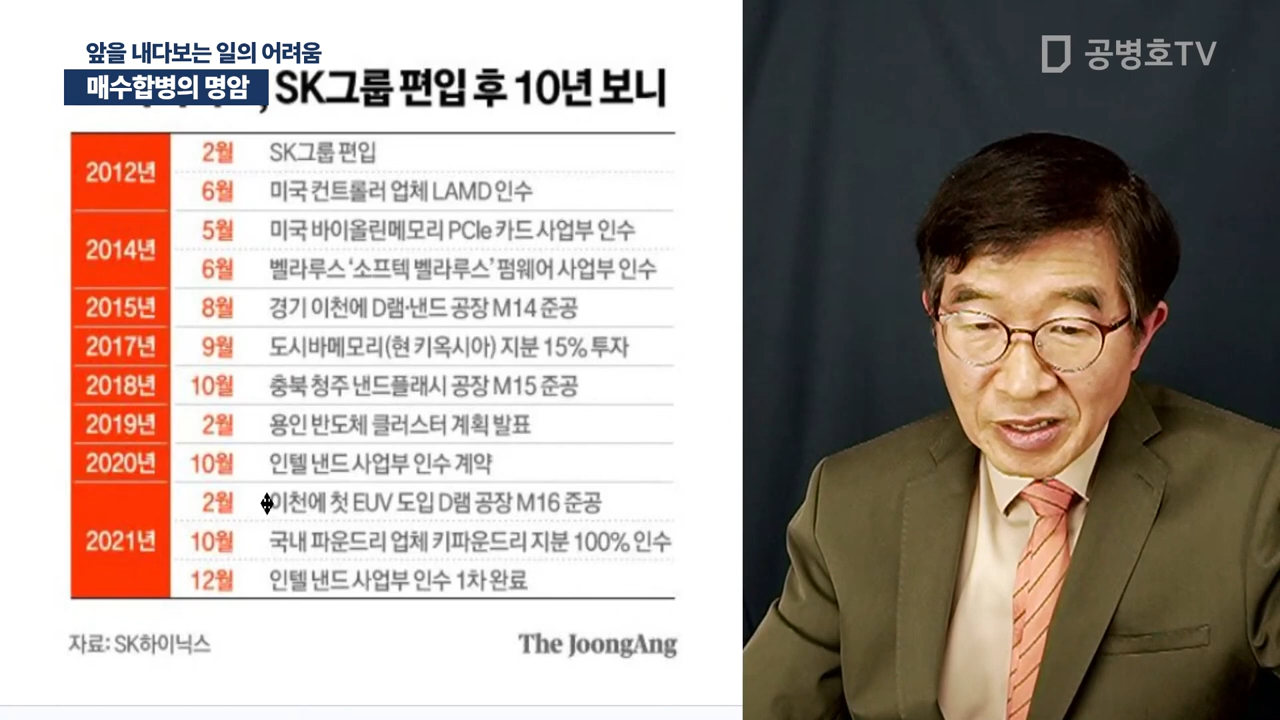 앞을 내다보는 일의 어려움
매수합병의 명암
SK그룹 편입 후 10년 보니
2012년 2월 SK그룹 편입
6월 미국 컨트롤러 업체 LAMD 인수
2014년 5월 미국 바이올린메모리 PCIe 카드 사업부 인수
6월 벨라루스 ‘소프텍 벨라루스’ 펌웨어 사업부 인수
2015년 8월 경기 이천에 D램·낸드 공장 M14 준공
2017년 9월 도시바메모리(현 키옥시아) 지분 15% 투자
2018년 10월 충북 청주 낸드플래시 공장 M15 준공
2019년 2월 용인 반도체 클러스터 계획 발표
2020년 10월 인텔 낸드 사업부 인수 계약
2021년 2월 이천에 첫 EUV 도입 D램 공장 M16 준공
10월 국내 파운드리 업체 키파운드리 지분 100% 인수
12월 인텔 낸드 사업부 인수 1차 완료
자료: SK하이닉스
The JoongAng
공병호TV